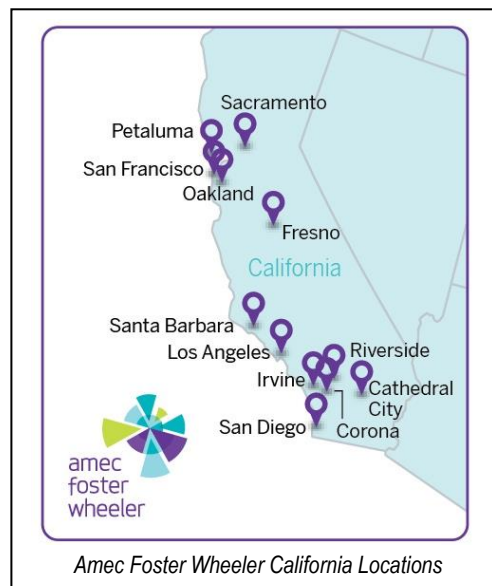 Sacramento
Petaluma
San Francisco
Oakland
Fresno
California
Santa Barbara
Los Angeles
Riverside
Irvine
Cathedral
City
San Diego
Corona
amec
foster
wheeler
Amec Foster Wheeler California Locations